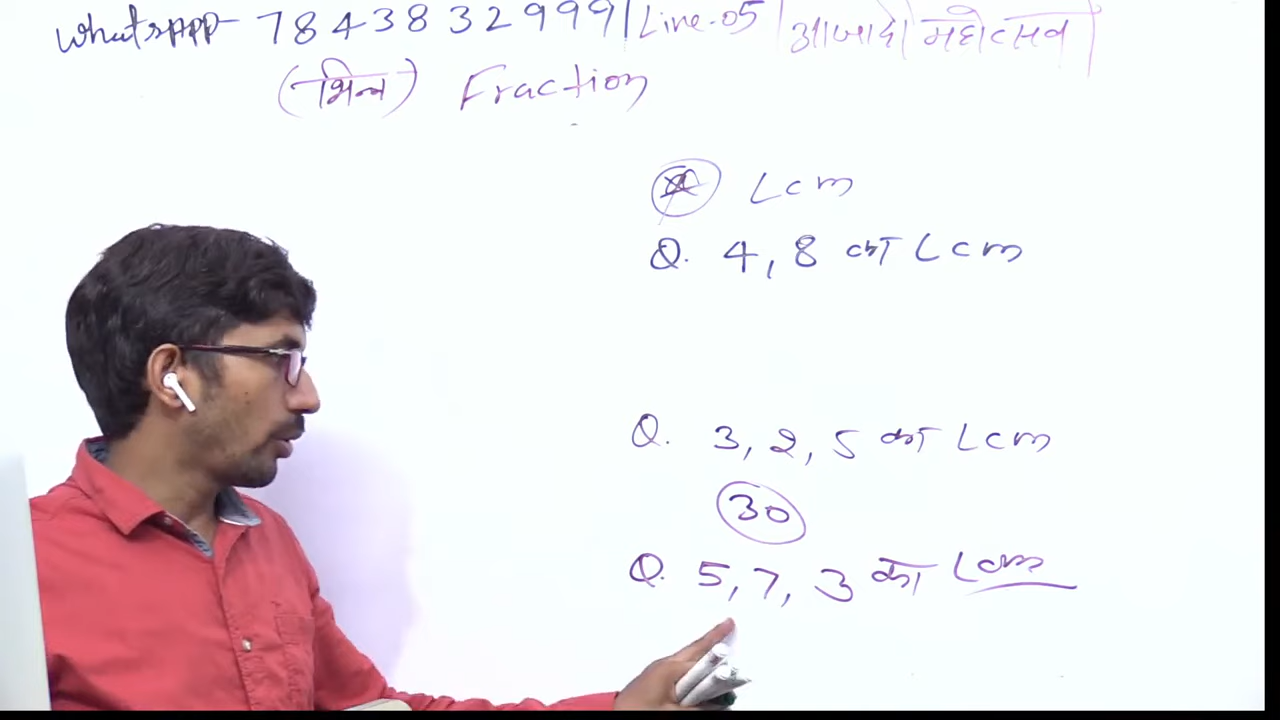 Whatsapp - 7843832999 | Line-05 | आजादी महोत्सव |
(भिन्न) Fraction
Lcm
Q. 4, 8 का Lcm
Q. 3, 2, 5 का Lcm
30
Q. 5, 7, 3 का Lcm